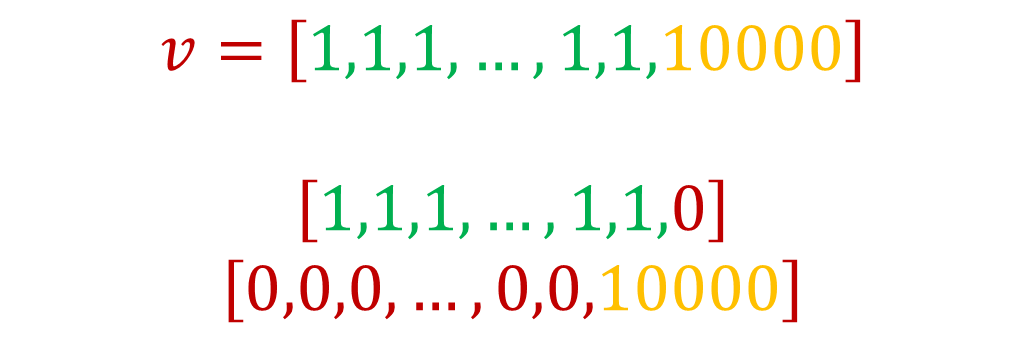 v = [1,1,1, … , 1,1,10000]
[1,1,1, … , 1,1,0]
[0,0,0, … , 0,0,10000]